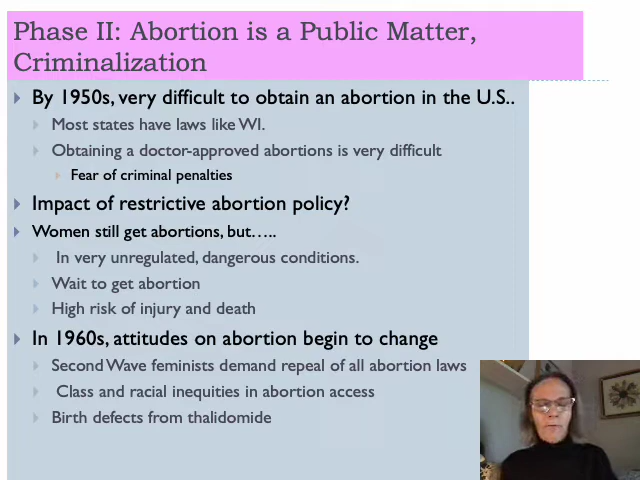 Phase II: Abortion is a Public Matter,
Criminalization
By 1950s, very difficult to obtain an abortion in the U.S..
Most states have laws like WI.
Obtaining a doctor-approved abortions is very difficult
Fear of criminal penalties
Impact of restrictive abortion policy?
Women still get abortions, but…..
In very unregulated, dangerous conditions.
Wait to get abortion
High risk of injury and death
In 1960s, attitudes on abortion begin to change
Second Wave feminists demand repeal of all abortion laws
Class and racial inequities in abortion access
Birth defects from thalidomide